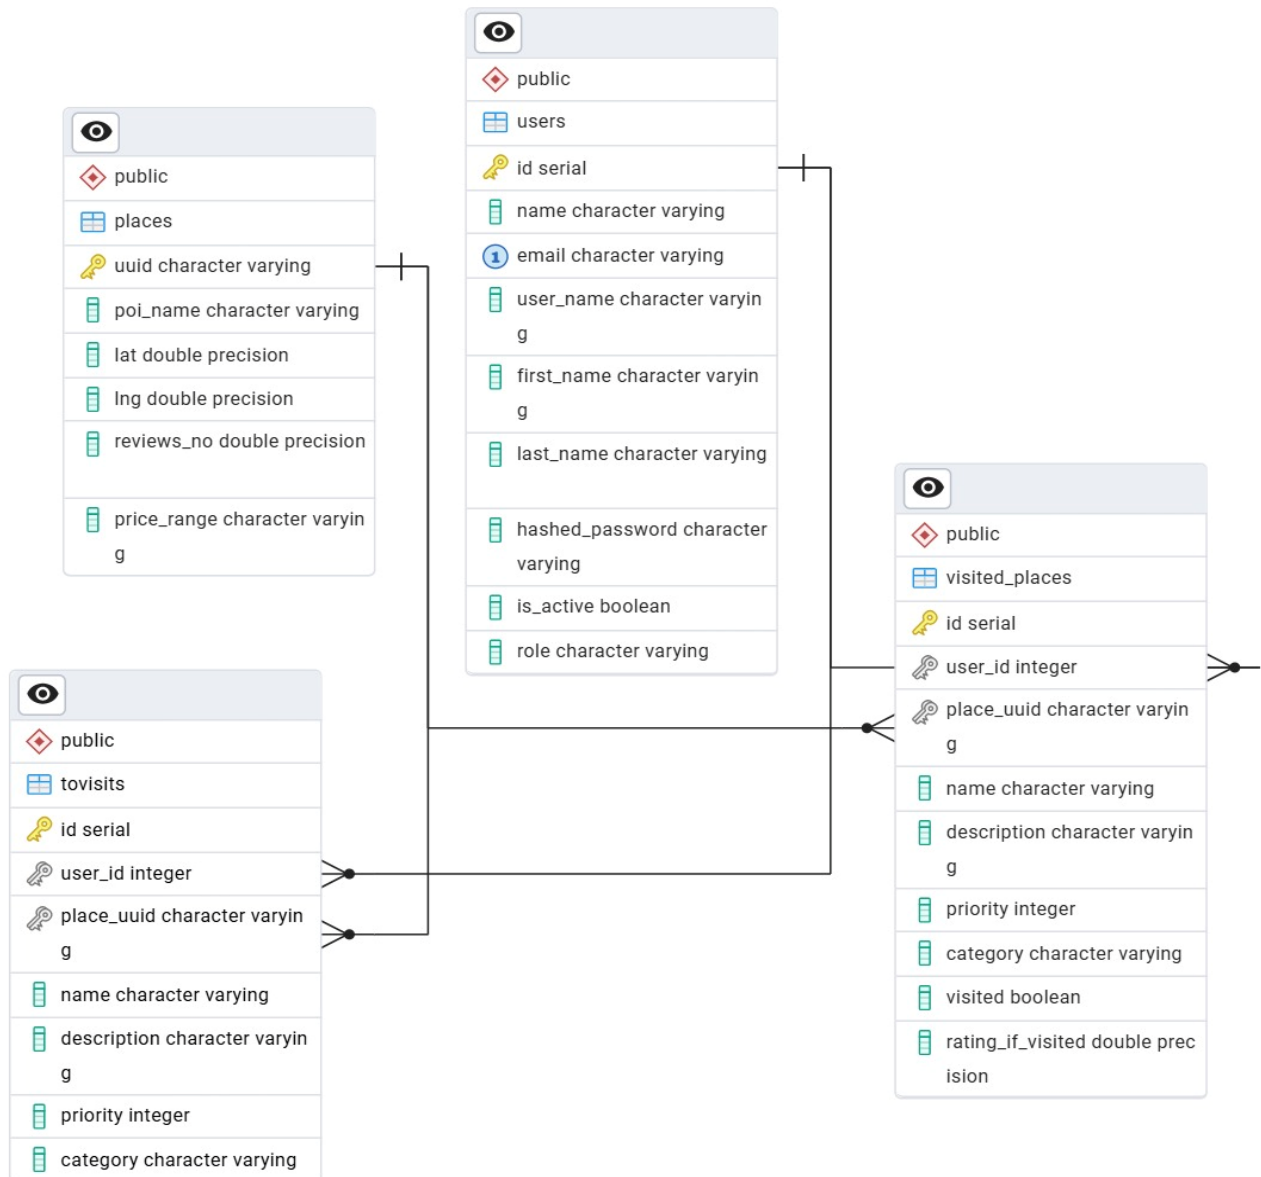 public
places
uuid character varying
poi_name character varying
lat double precision
lng double precision
reviews_no double precision
price_range character varyin
g
public
users
id serial
name character varying
1
email character varying
user_name character varyin
g
first_name character varyin
g
last_name character varying
hashed_password character
varying
is_active boolean
role character varying
public
visited_places
id serial
user_id integer
place_uuid character varyin
g
name character varying
description character varyin
g
priority integer
category character varying
visited boolean
rating_if_visited double prec
ision
public
tovisits
id serial
user_id integer
place_uuid character varyin
g
name character varying
description character varyin
g
priority integer
category character varying